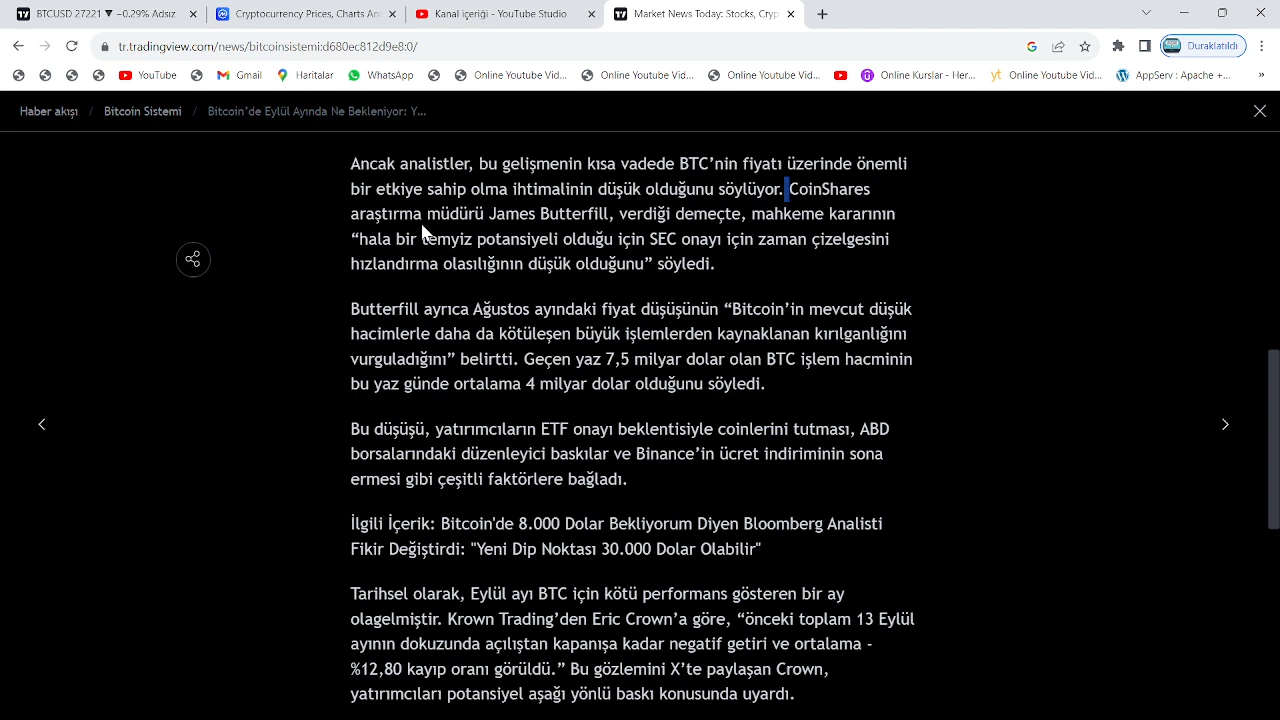 BTCUSD 27221 ▼ −0.29% Adsız
Cryptocurrency Prices, Charts An
Kanal içeriği - YouTube Studio
Market News Today: Stocks, Cryp
tr.tradingview.com/news/bitcoinsistemi:d680ec812d9e8:0/
Duraklatıldı
YouTube
Gmail
Haritalar
WhatsApp
Online Youtube Vid...
Online Youtube Vid...
Online Youtube Vid...
Online Kurslar - Her...
Online Youtube Vid...
AppServ : Apache +...
Haber akışı / Bitcoin Sistemi / Bitcoin’de Eylül Ayında Ne Bekleniyor: Y...
Ancak analistler, bu gelişmenin kısa vadede BTC’nin fiyatı üzerinde önemli
bir etkiye sahip olma ihtimalinin düşük olduğunu söylüyor. CoinShares
araştırma müdürü James Butterfill, verdiği demeçte, mahkeme kararının
“hala bir temyiz potansiyeli olduğu için SEC onayı için zaman çizelgesini
hızlandırma olasılığının düşük olduğunu” söyledi.
Butterfill ayrıca Ağustos ayındaki fiyat düşüşünün “Bitcoin’in mevcut düşük
hacimlerle daha da kötüleşen büyük işlemlerden kaynaklanan kırılganlığını
vurguladığını” belirtti. Geçen yaz 7,5 milyar dolar olan BTC işlem hacminin
bu yaz günde ortalama 4 milyar dolar olduğunu söyledi.
Bu düşüşü, yatırımcıların ETF onayı beklentisiyle coinlerini tutması, ABD
borsalarındaki düzenleyici baskılar ve Binance’in ücret indiriminin sona
ermesi gibi çeşitli faktörlere bağladı.
İlgili İçerik: Bitcoin'de 8.000 Dolar Bekliyorum Diyen Bloomberg Analisti
Fikir Değiştirdi: "Yeni Dip Noktası 30.000 Dolar Olabilir"
Tarihsel olarak, Eylül ayı BTC için kötü performans gösteren bir ay
olagelmiştir. Krown Trading’den Eric Crown’a göre, “önceki toplam 13 Eylül
ayının dokuzunda açılıştan kapanışa kadar negatif getiri ve ortalama -
%12,80 kayıp oranı görüldü.” Bu gözlemini X’te paylaşan Crown,
yatırımcıları potansiyel aşağı yönlü baskı konusunda uyardı.